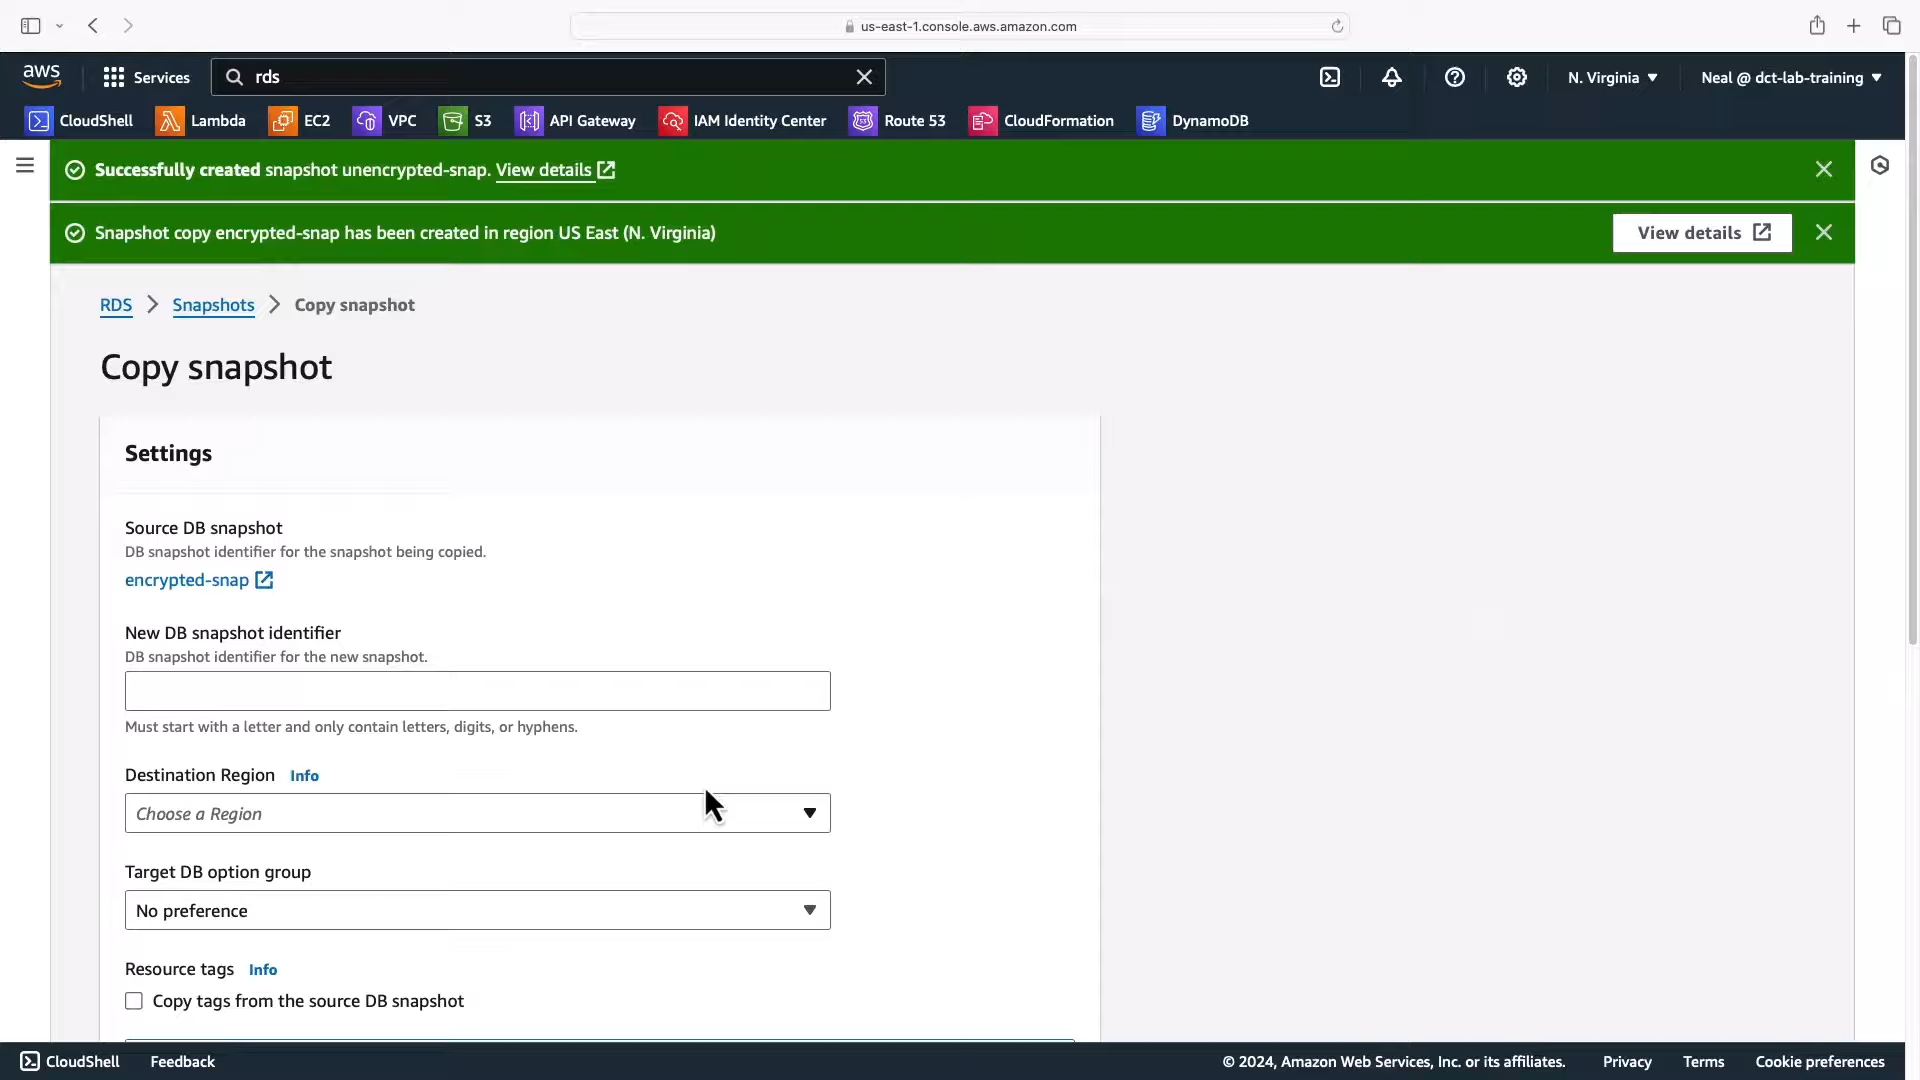 us-east-1.console.aws.amazon.com
aws
Services
rds
N. Virginia
Neal @ dct-lab-training
CloudShell
Lambda
EC2
VPC
S3
API Gateway
IAM Identity Center
Route 53
CloudFormation
DynamoDB
Successfully created snapshot unencrypted-snap. View details
Snapshot copy encrypted-snap has been created in region US East (N. Virginia)
View details
RDS
Snapshots
Copy snapshot
Copy snapshot
Settings
Source DB snapshot
DB snapshot identifier for the snapshot being copied.
encrypted-snap
New DB snapshot identifier
DB snapshot identifier for the new snapshot.
Must start with a letter and only contain letters, digits, or hyphens.
Destination Region Info
Choose a Region
Target DB option group
No preference
Resource tags Info
Copy tags from the source DB snapshot
CloudShell
Feedback
© 2024, Amazon Web Services, Inc. or its affiliates.
Privacy
Terms
Cookie preferences